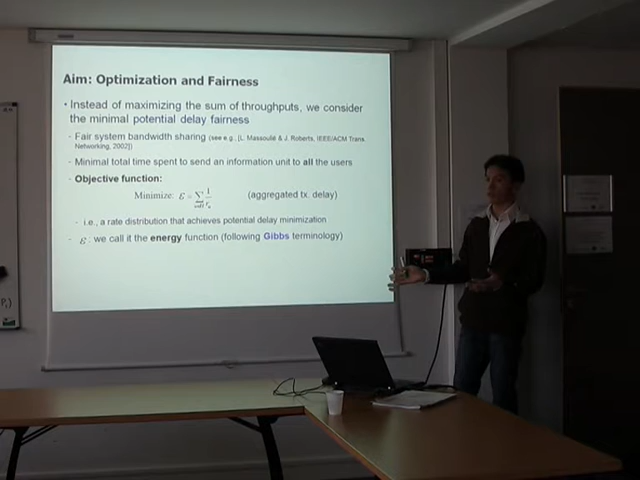 Aim: Optimization and Fairness
• Instead of maximizing the sum of throughputs, we consider
the minimal potential delay fairness
- Fair system bandwidth sharing (see e.g., [L. Massoulié & J. Roberts, IEEE/ACM Trans.
Networking, 2002])
- Minimal total time spent to send an information unit to all the users
- Objective function:
Minimize: ε = ∑ 1 (aggregated tx. delay)
- i.e., a rate distribution that achieves potential delay minimization
- ε: we call it the energy function (following Gibbs terminology)